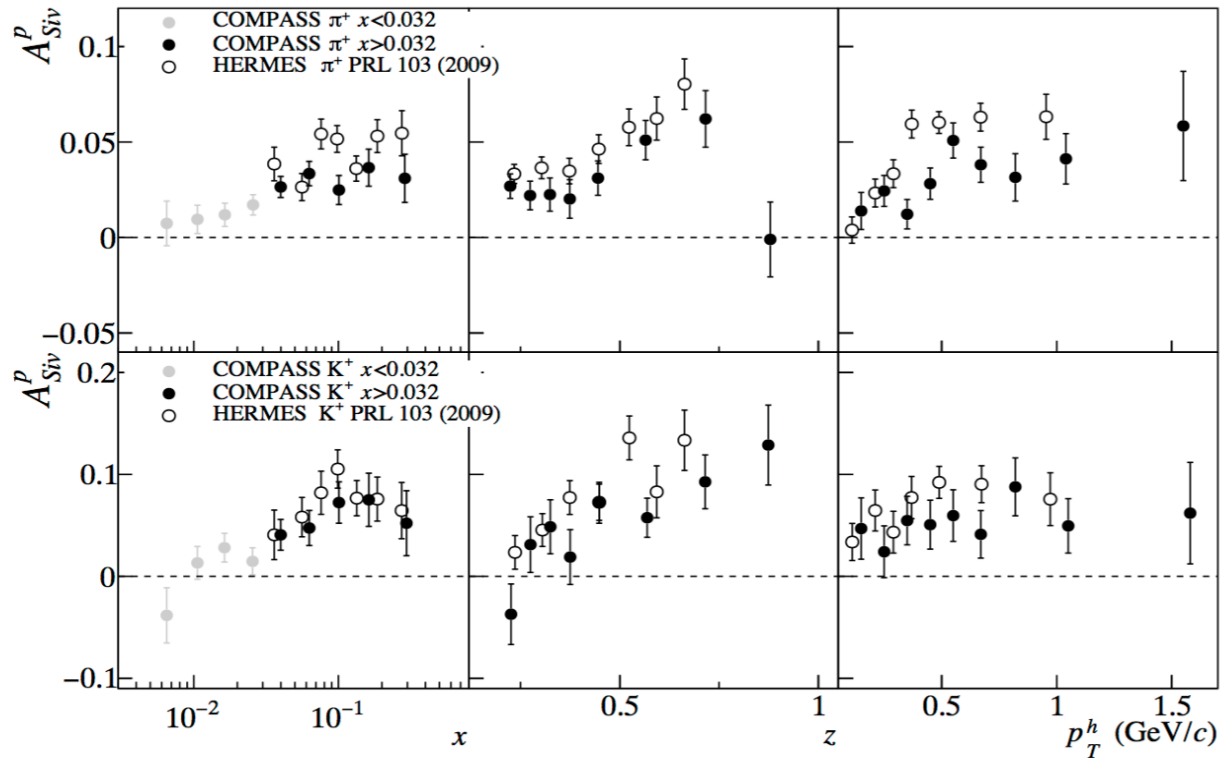 A^p_Siv
COMPASS π⁺ x<0.032
COMPASS π⁺ x>0.032
HERMES π⁺ PRL 103 (2009)
0.1
0.05
0
−0.05
A^p_Siv
COMPASS K⁺ x<0.032
COMPASS K⁺ x>0.032
HERMES K⁺ PRL 103 (2009)
0.2
0.1
0
−0.1
10⁻² 10⁻¹ 0.5 1 0.5 1 1.5
x z p^h_T (GeV/c)